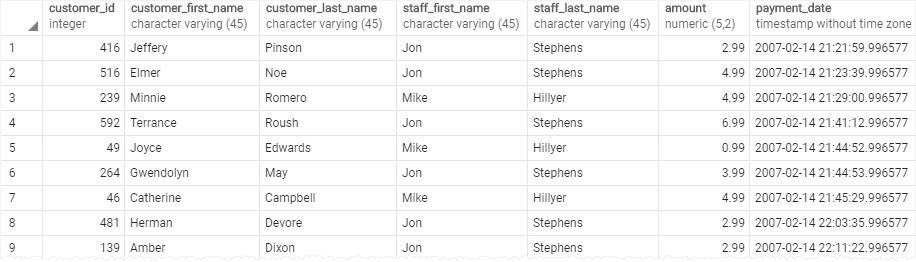 customer_id customer_first_name customer_last_name staff_first_name staff_last_name amount payment_date
integer character varying (45) character varying (45) character varying (45) character varying (45) numeric (5,2) timestamp without time zone
1 416 Jeffery Pinson Jon Stephens 2.99 2007-02-14 21:21:59.996577
2 516 Elmer Noe Jon Stephens 4.99 2007-02-14 21:23:39.996577
3 239 Minnie Romero Mike Hillyer 4.99 2007-02-14 21:29:00.996577
4 592 Terrance Roush Jon Stephens 6.99 2007-02-14 21:41:12.996577
5 49 Joyce Edwards Mike Hillyer 0.99 2007-02-14 21:44:52.996577
6 264 Gwendolyn May Jon Stephens 3.99 2007-02-14 21:44:53.996577
7 46 Catherine Campbell Mike Hillyer 4.99 2007-02-14 21:45:29.996577
8 481 Herman Devore Jon Stephens 2.99 2007-02-14 22:03:35.996577
9 139 Amber Dixon Jon Stephens 2.99 2007-02-14 22:11:22.996577